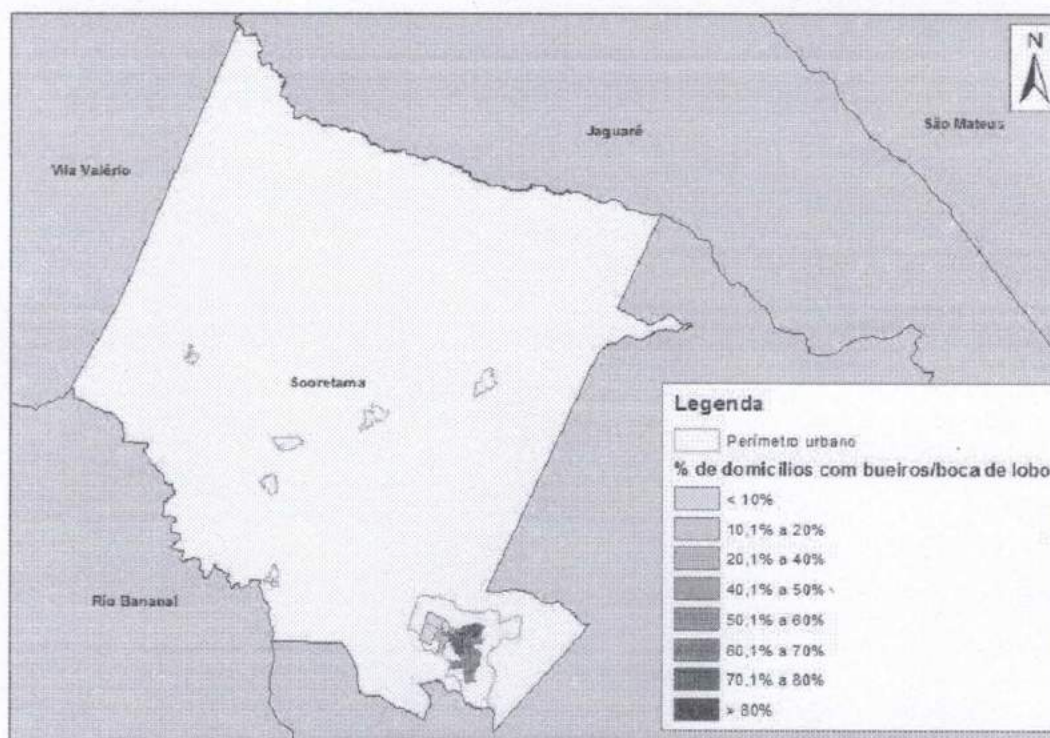 N
São Mateus
Jaguaré
Vila Valério
Sooretama
Rio Bananal
Legenda
Perímetro urbano
% de domicílios com bueiros/boca de lobo
< 10%
10,1% a 20%
20,1% a 40%
40,1% a 50%
50,1% a 60%
60,1% a 70%
70,1% a 80%
> 80%